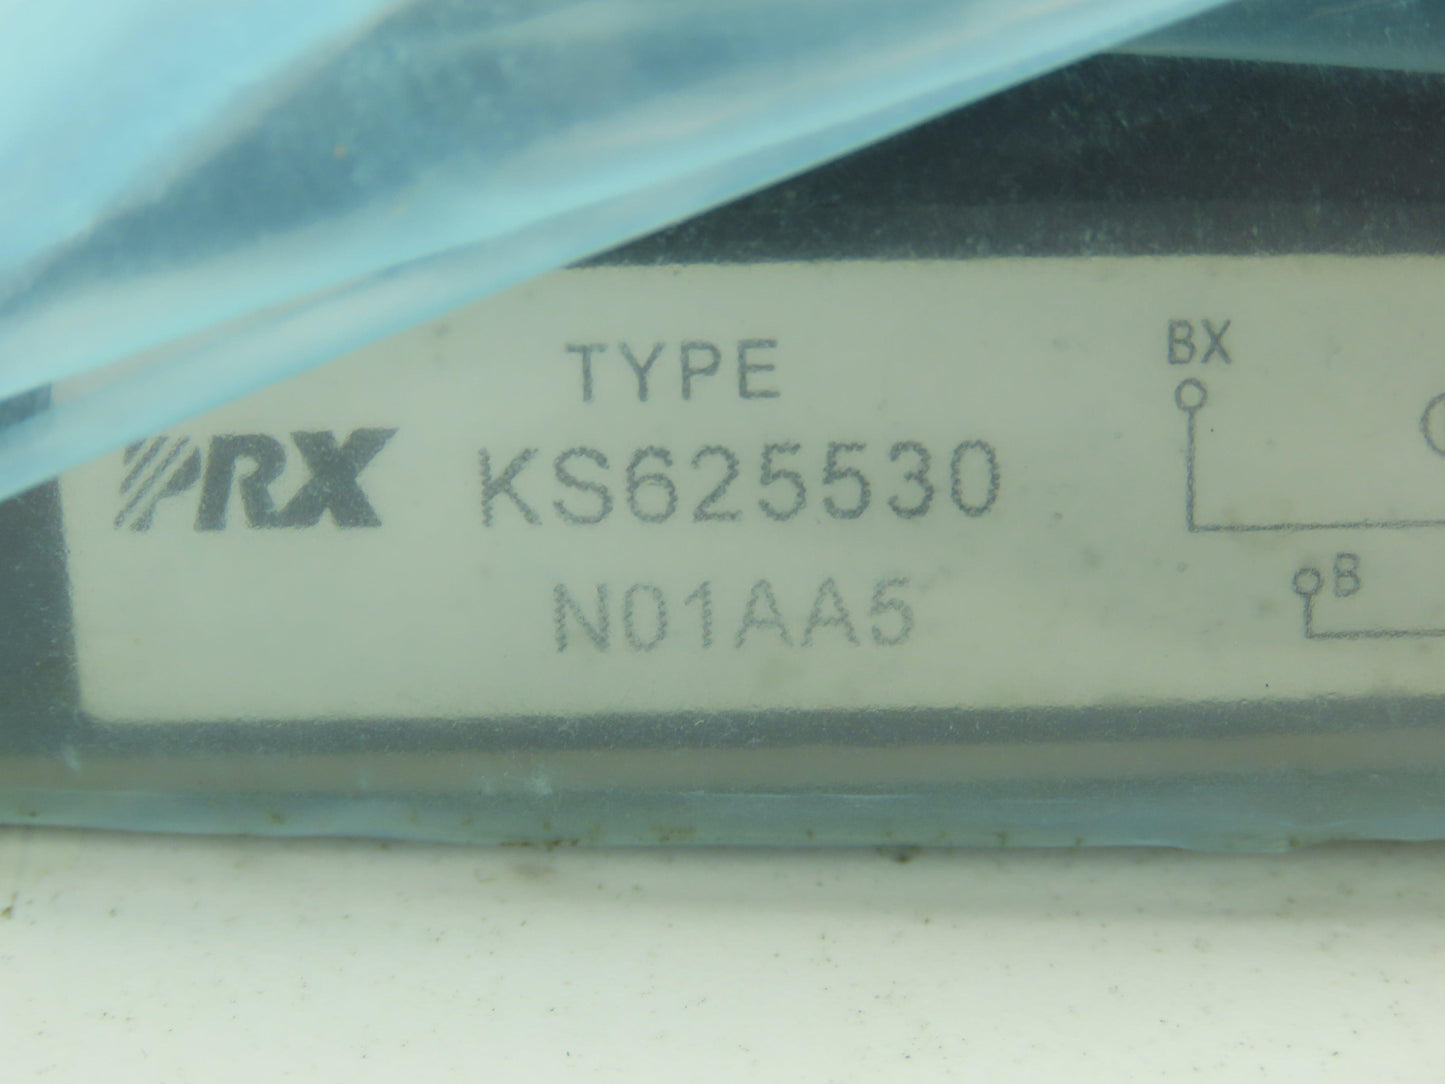 TYPE
PRX KS625530
N01AA5
BX
B